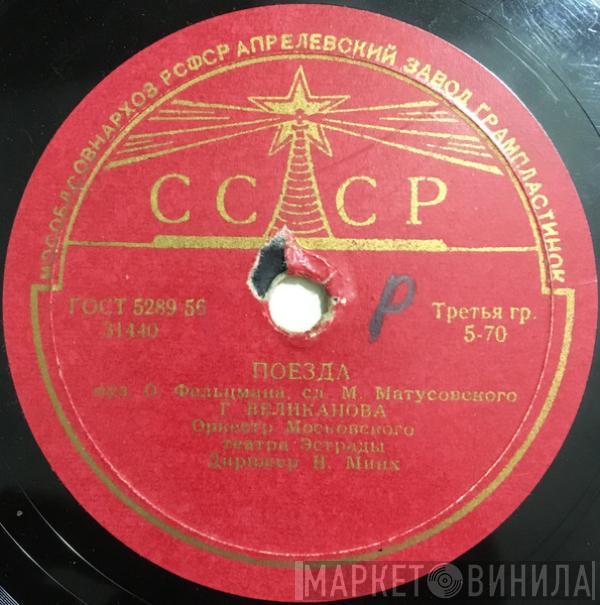 МОСОБЛСОВНАРХОЗ РСФСР АПРЕЛЕВСКИЙ ЗАВОД ГРАМПЛАСТИНОК
СССР
ГОСТ 5289-56
31440
Третья гр.
5-70
Р
ПОЕЗДА
муз. О. Фельцмана, сл. М. Матусовского
Г. ВЕЛИКАНОВА
Оркестр Московского
театра Эстрады
Дирижер Н. Минх
МАРКЕТ ВИНИЛА